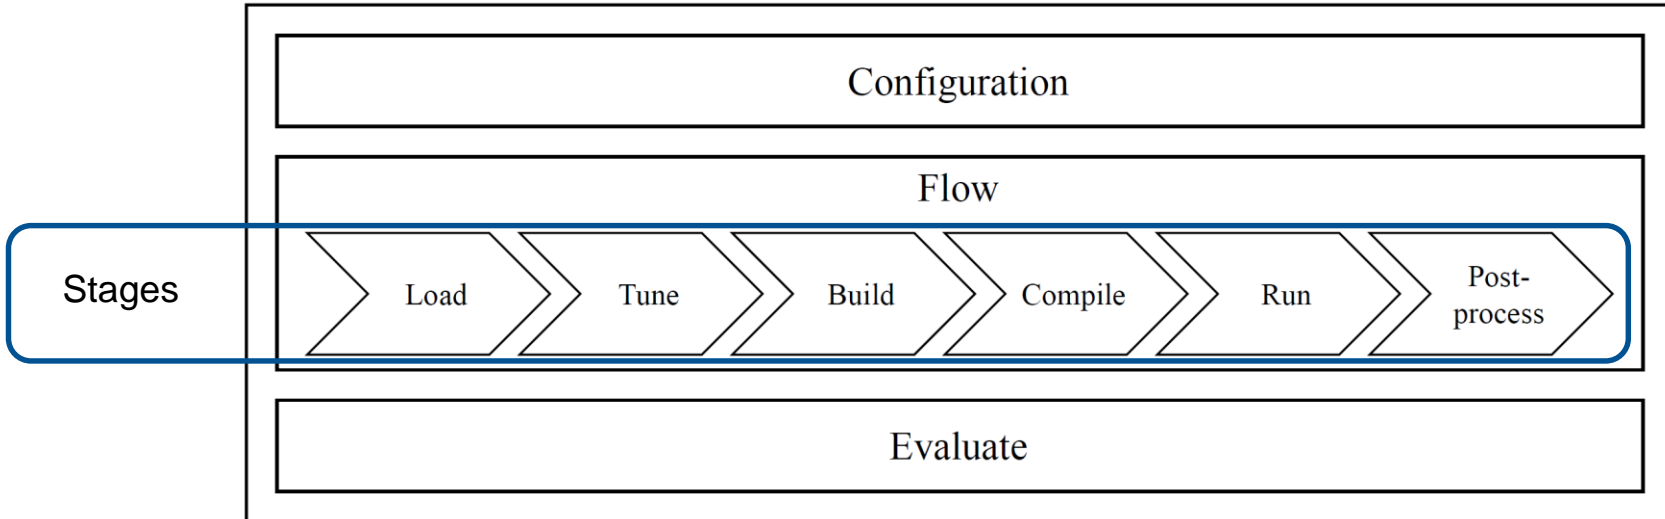 Configuration
Flow
Stages
Load
Tune
Build
Compile
Run
Post-
process
Evaluate